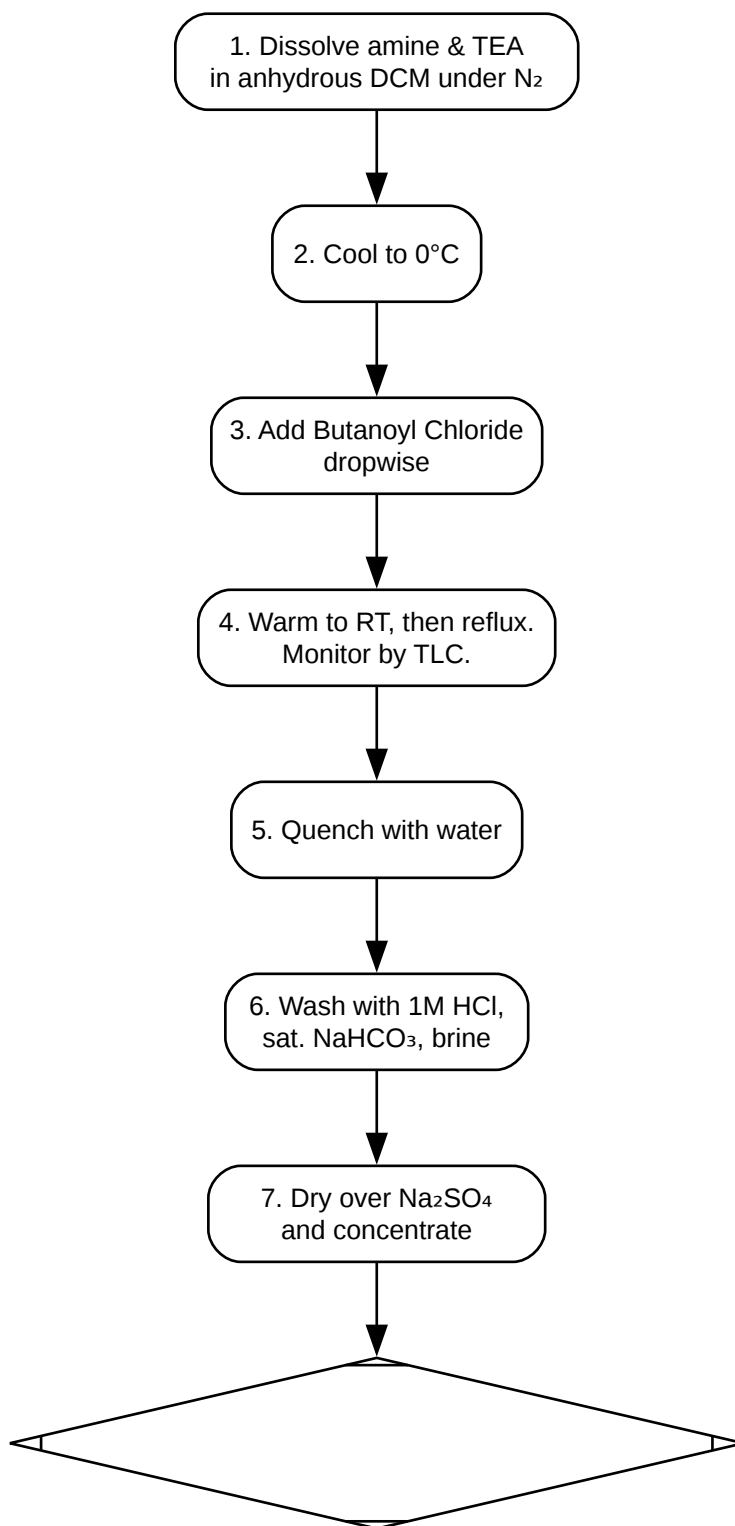 1. Dissolve amine & TEA
in anhydrous DCM under N₂
2. Cool to 0°C
3. Add Butanoyl Chloride
dropwise
4. Warm to RT, then reflux.
Monitor by TLC.
5. Quench with water
6. Wash with 1M HCl,
sat. NaHCO₃, brine
7. Dry over Na₂SO₄
and concentrate